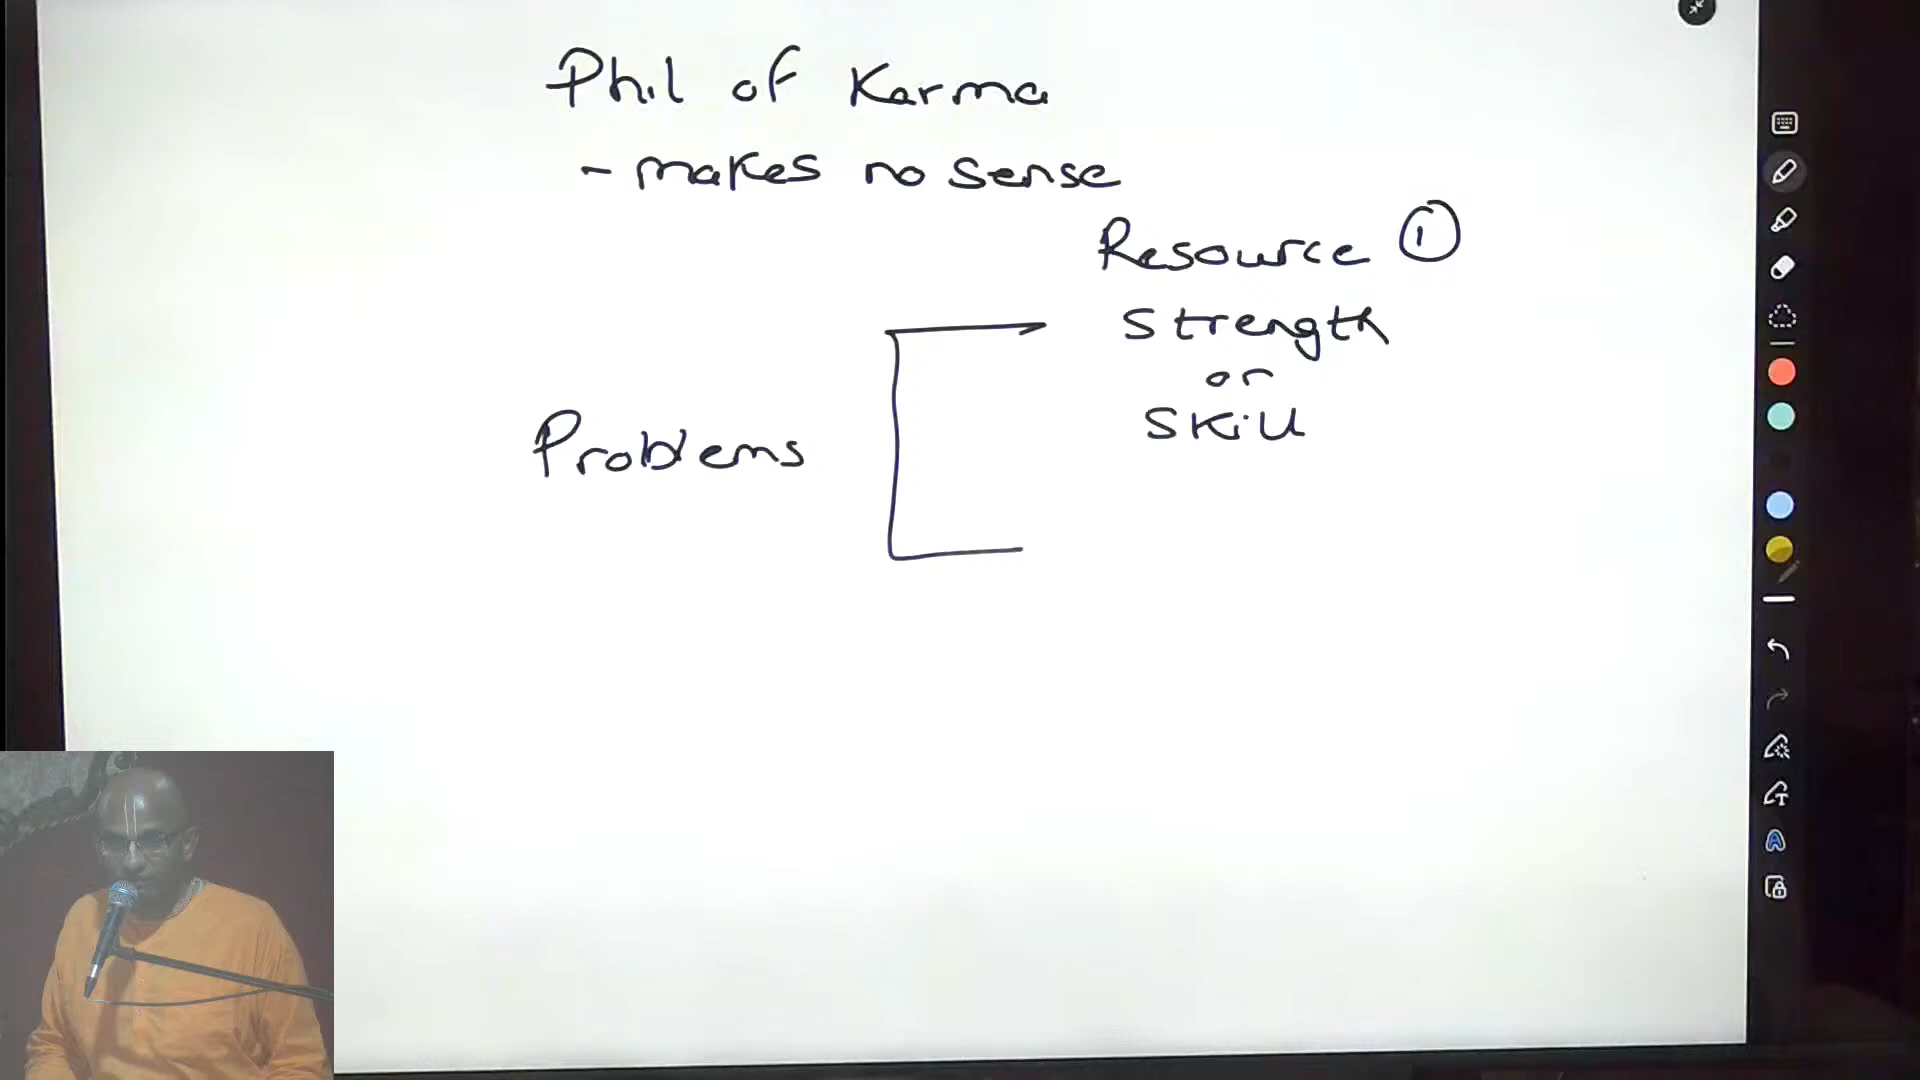 Phil of Karma
- makes no sense
Resource ①
Strength
or
Skill
Problems